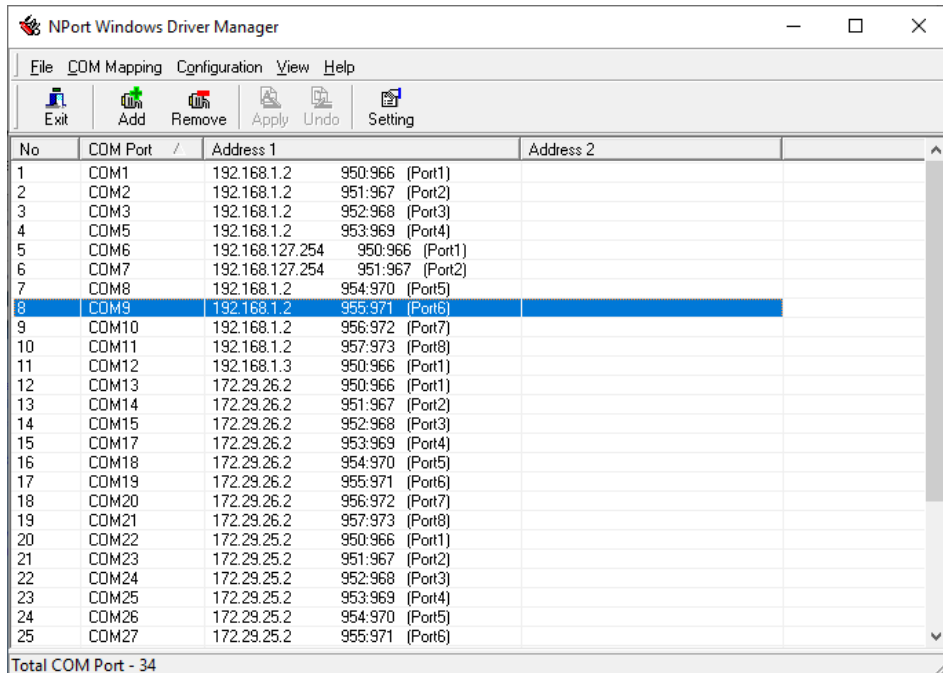 NPort Windows Driver Manager
File COM Mapping Configuration View Help
Exit Add Remove Apply Undo Setting
No COM Port Address 1 Address 2
1 COM1 192.168.1.2 950:966 (Port1)
2 COM2 192.168.1.2 951:967 (Port2)
3 COM3 192.168.1.2 952:968 (Port3)
4 COM5 192.168.1.2 953:969 (Port4)
5 COM6 192.168.127.254 950:966 (Port1)
6 COM7 192.168.127.254 951:967 (Port2)
7 COM8 192.168.1.2 954:970 (Port5)
8 COM9 192.168.1.2 955:971 (Port6)
9 COM10 192.168.1.2 956:972 (Port7)
10 COM11 192.168.1.2 957:973 (Port8)
11 COM12 192.168.1.3 950:966 (Port1)
12 COM13 172.29.26.2 950:966 (Port1)
13 COM14 172.29.26.2 951:967 (Port2)
14 COM15 172.29.26.2 952:968 (Port3)
15 COM17 172.29.26.2 953:969 (Port4)
16 COM18 172.29.26.2 954:970 (Port5)
17 COM19 172.29.26.2 955:971 (Port6)
18 COM20 172.29.26.2 956:972 (Port7)
19 COM21 172.29.26.2 957:973 (Port8)
20 COM22 172.29.25.2 950:966 (Port1)
21 COM23 172.29.25.2 951:967 (Port2)
22 COM24 172.29.25.2 952:968 (Port3)
23 COM25 172.29.25.2 953:969 (Port4)
24 COM26 172.29.25.2 954:970 (Port5)
25 COM27 172.29.25.2 955:971 (Port6)
Total COM Port - 34